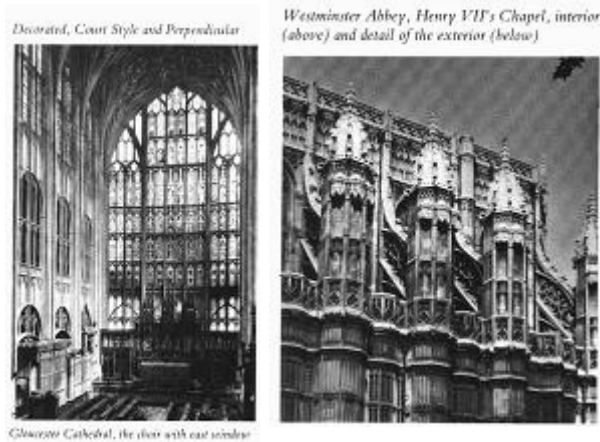 Decorated, Court Style and Perpendicular
Gloucester Cathedral, the choir with east window
Westminster Abbey, Henry VII's Chapel, interior
(above) and detail of the exterior (below)